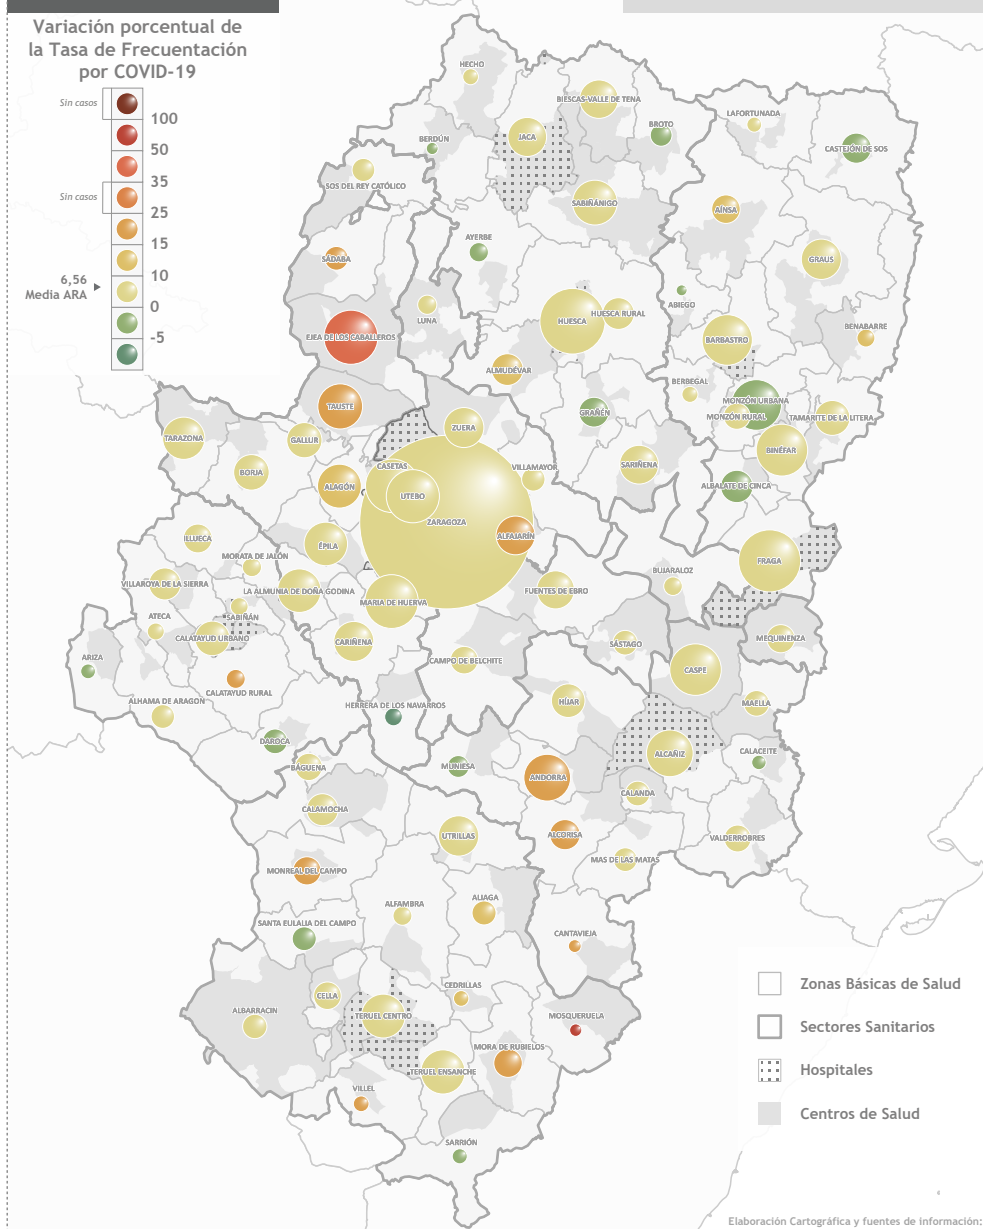 Variación porcentual de
la Tasa de Frecuentación
por COVID-19
Sin casos
100
50
35
Sin casos
25
15
10
6,56
Media ARA
0
-5
HECHO
BIESCAS-VALLE DE TENA
LAFORTUNADA
BROTO
JACA
BERDÚN
CASTEJÓN DE SOS
SOS DEL REY CATÓLICO
SABIÑÁNIGO
AÍNSA
AYERBE
SÁDABA
GRAUS
ABIEGO
HUESCA RURAL
LUNA
HUESCA
BENABARRE
EJEA DE LOS CABALLEROS
BARBASTRO
ALMUDÉVAR
BERBEGAL
MONZÓN URBANA
TAUSTE
GRAÑÉN
MONZÓN RURAL
TAMARITE DE LA LITERA
ZUERA
TARAZONA
GALLUR
BINÉFAR
CASETAS
VILLAMAYOR
SARIÑENA
BORJA
ALAGÓN
ALBALATE DE CINCA
UTEBO
ZARAGOZA
ALFAJARÍN
ILLUECA
ÉPILA
MORATA DE JALÓN
FRAGA
BUJARALOZ
VILLAROYA DE LA SIERRA
LA ALMUNIA DE DOÑA GODINA
FUENTES DE EBRO
MARIA DE HUERVA
ATECA
SABIÑÁN
CALATAYUD URBANO
CARIÑENA
SÁSTAGO
MEQUINENZA
ARIZA
CAMPO DE BELCHITE
CASPE
CALATAYUD RURAL
ALHAMA DE ARAGON
HERRERA DE LOS NAVARROS
HÍJAR
MAELLA
DAROCA
ALCAÑIZ
CALACEITE
BÁGUENA
MUNIESA
ANDORRA
CALANDA
CALAMOCHA
UTRILLAS
ALCORISA
VALDERROBRES
MAS DE LAS MATAS
MONREAL DEL CAMPO
ALFAMBRA
ALIAGA
SANTA EULALIA DEL CAMPO
CANTAVIEJA
CEDRILLAS
CELLA
ALBARRACIN
TERUEL CENTRO
MOSQUERUELA
MORA DE RUBIELOS
TERUEL ENSANCHE
VILLEL
SARRIÓN
Zonas Básicas de Salud
Sectores Sanitarios
Hospitales
Centros de Salud
Elaboración Cartográfica y fuentes de información: